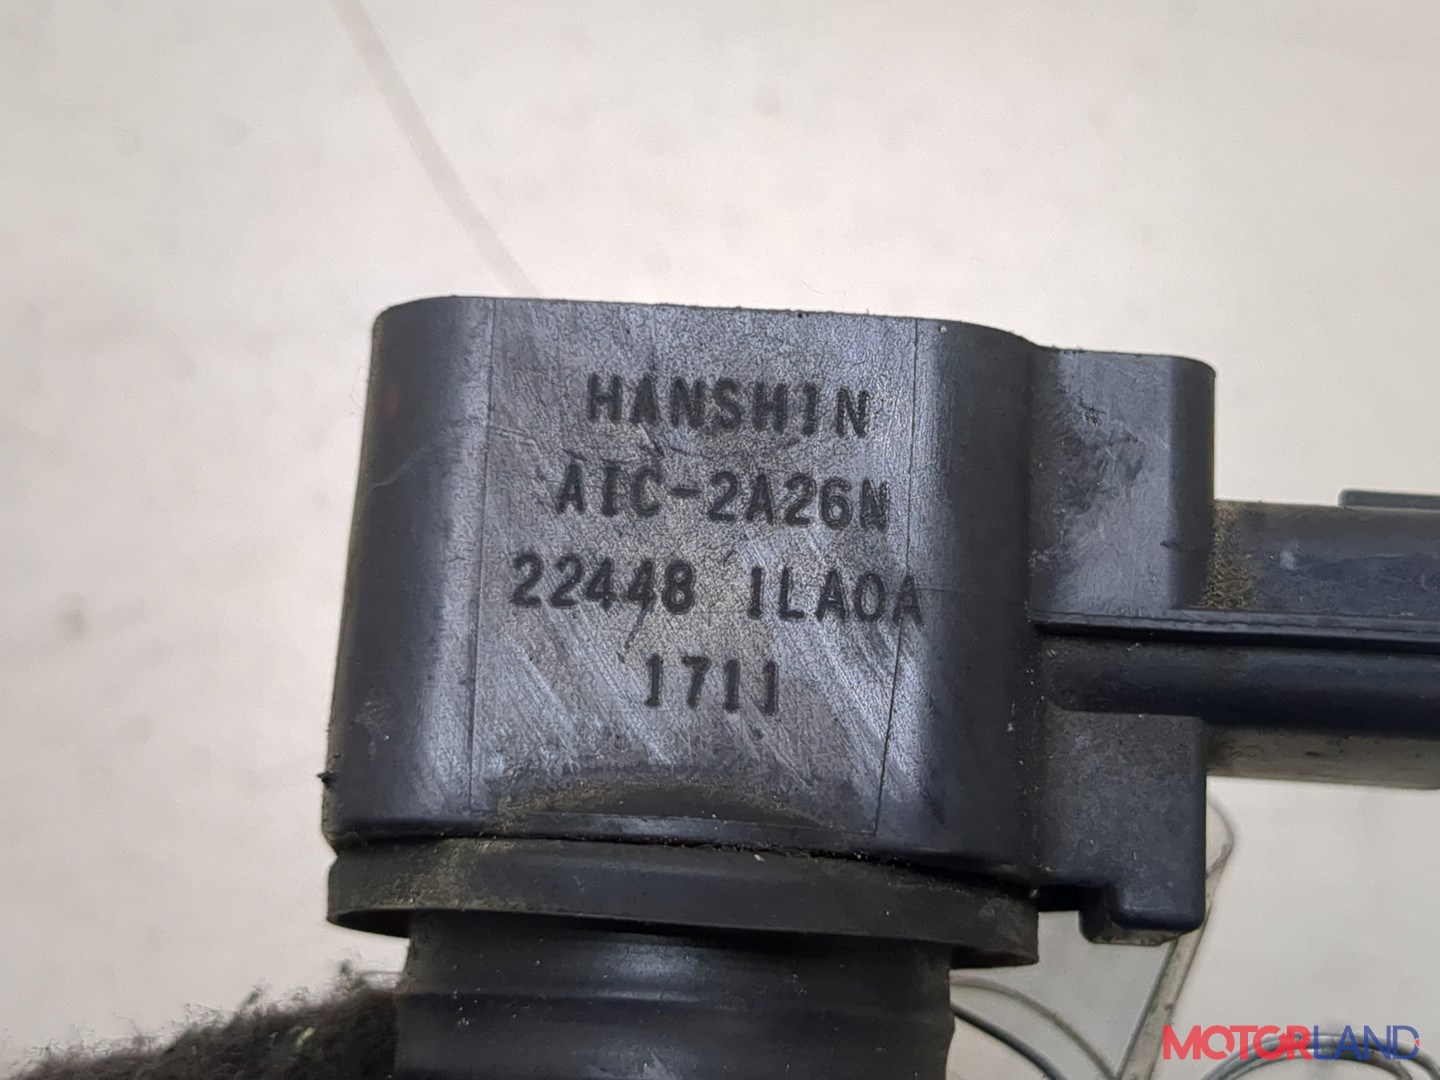 HANSHIN
AIC-2A26N
22448 1LA0A
1711
MOTORLAND